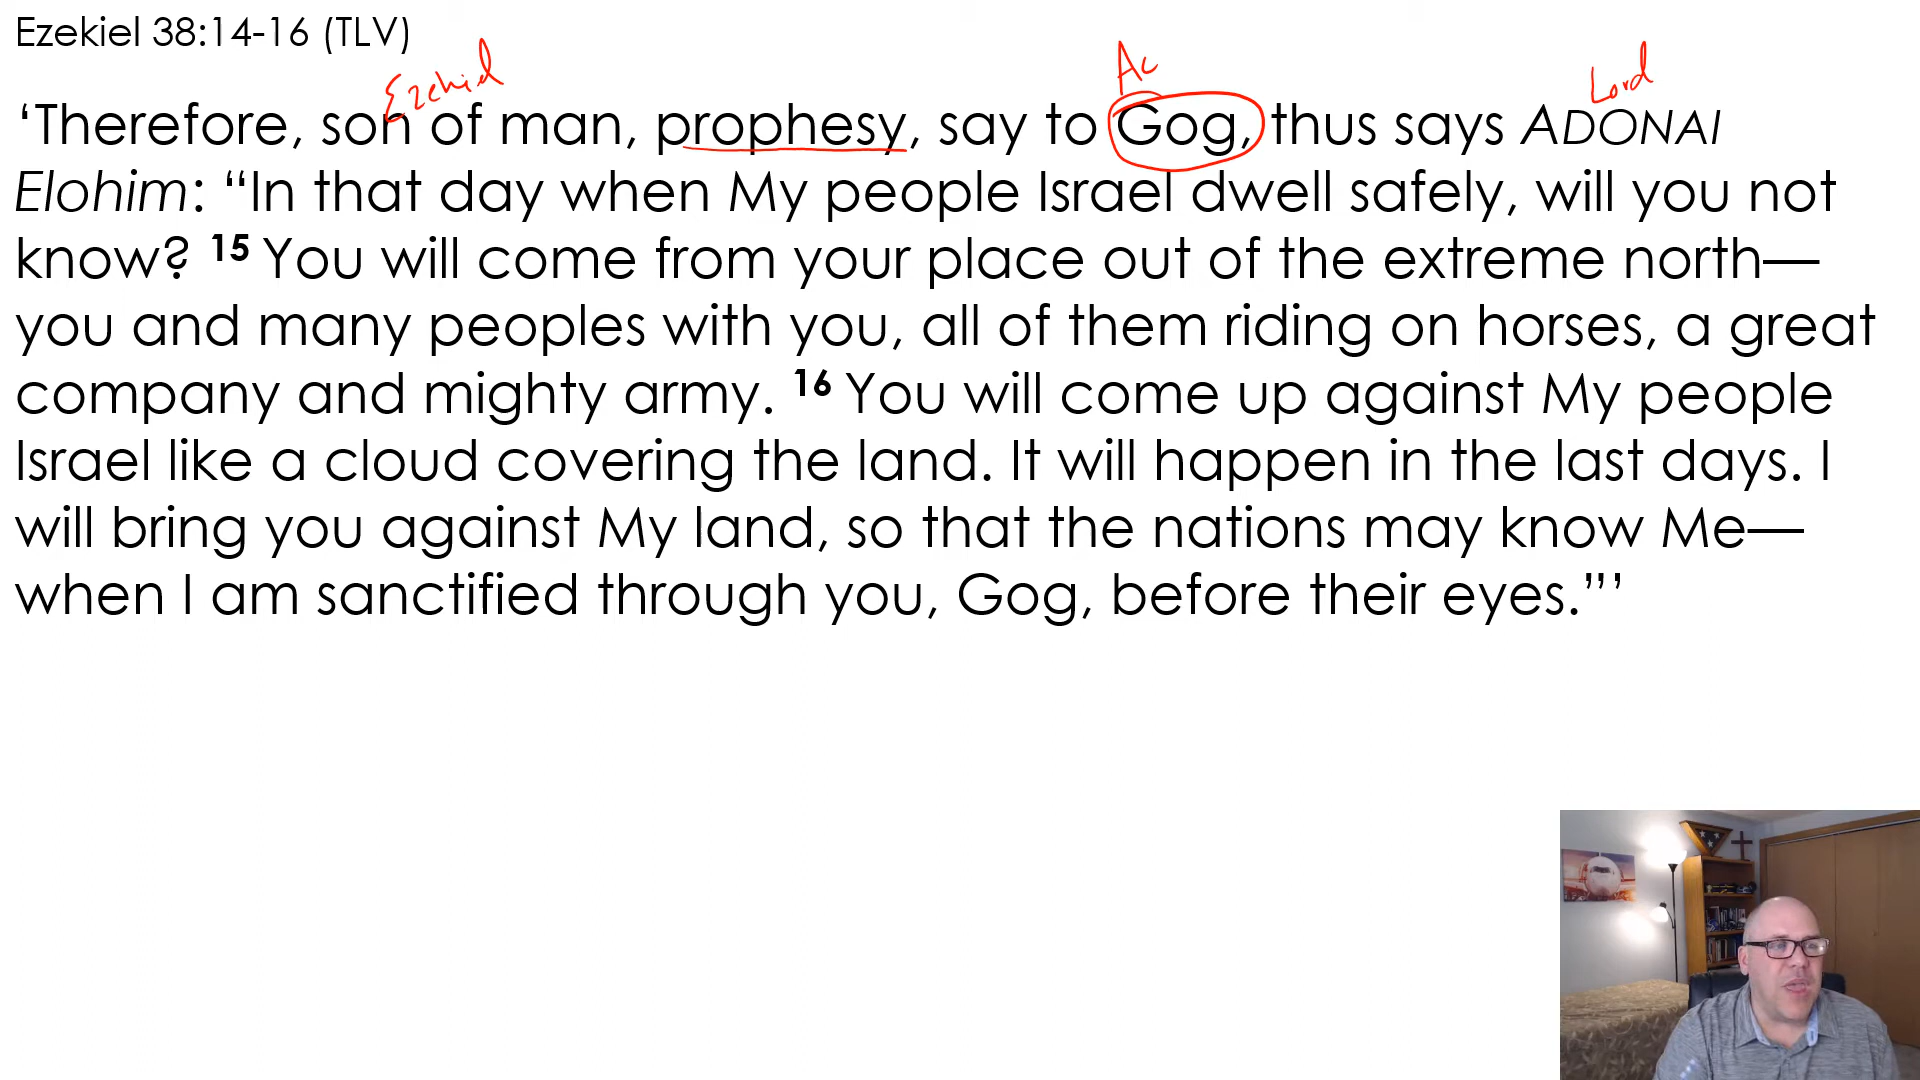 Ezekiel 38:14-16 (TLV)
Ezekiel
Ac
Lord
‘Therefore, son of man, prophesy, say to Gog, thus says ADONAI
Elohim: “In that day when My people Israel dwell safely, will you not
know? 15 You will come from your place out of the extreme north—
you and many peoples with you, all of them riding on horses, a great
company and mighty army. 16 You will come up against My people
Israel like a cloud covering the land. It will happen in the last days. I
will bring you against My land, so that the nations may know Me—
when I am sanctified through you, Gog, before their eyes.”’